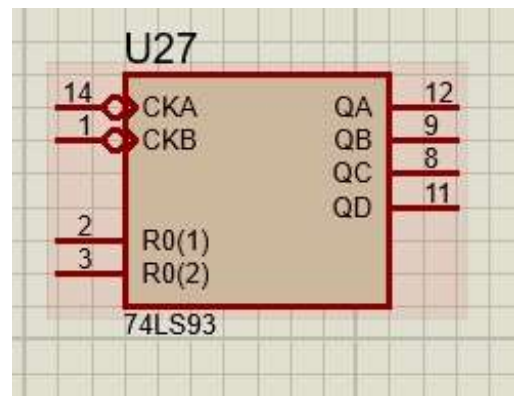 U27
14 CKA QA 12
1 CKB QB 9
QC 8
QD 11
2 R0(1)
3 R0(2)
74LS93